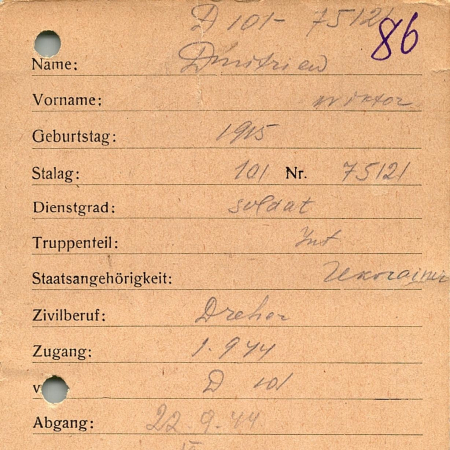 D 101- 75121
86
Name: Dmitriew
Vorname: Wiktor
Geburtstag: 1915
Stalag: 101 Nr. 75121
Dienstgrad: soldat
Truppenteil: Inf
Staatsangehörigkeit: Ukrainer
Zivilberuf: Dreher
Zugang: 1.9 44
v D 101
Abgang: 22.9.44